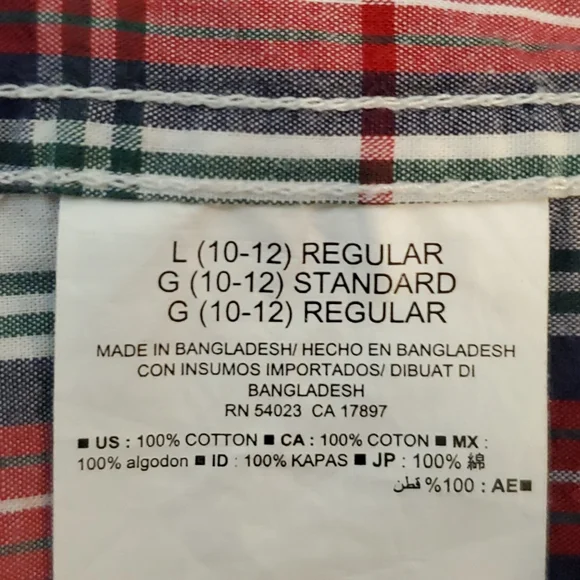 L (10-12) REGULAR
G (10-12) STANDARD
G (10-12) REGULAR
MADE IN BANGLADESH/ HECHO EN BANGLADESH
CON INSUMOS IMPORTADOS/ DIBUAT DI
BANGLADESH
RN 54023 CA 17897
■ US : 100% COTTON ■ CA : 100% COTON ■ MX :
100% algodon ■ ID : 100% KAPAS ■ JP : 100% 綿
■AE : 100% قطن